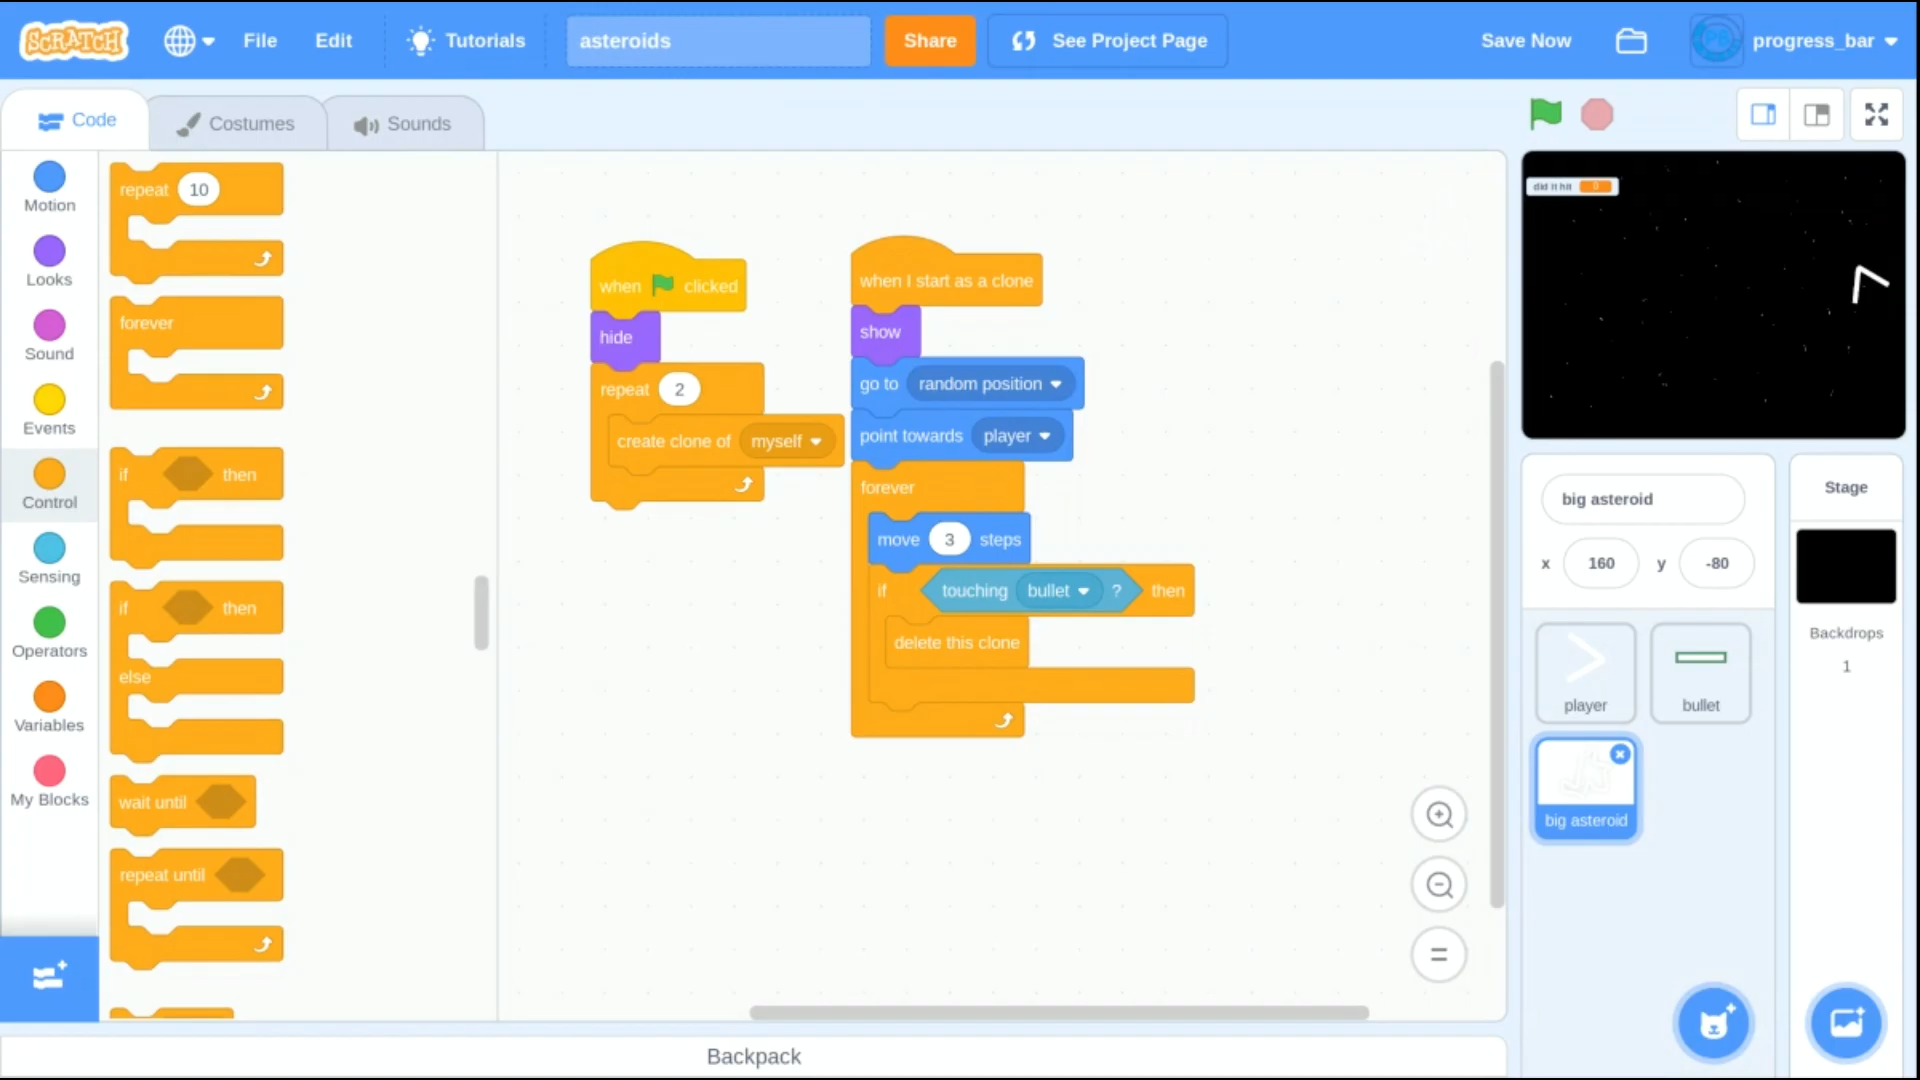 SCRATCH
File
Edit
Tutorials
asteroids
Share
See Project Page
Save Now
progress_bar
Code
Costumes
Sounds
Motion
Looks
Sound
Events
Control
Sensing
Operators
Variables
My Blocks
repeat 10
forever
if then
if then
else
wait until
repeat until
when clicked
hide
repeat 2
create clone of myself
when I start as a clone
show
go to random position
point towards player
forever
move 3 steps
if touching bullet ? then
delete this clone
did it hit 0
big asteroid
x 160 y -80
player
bullet
big asteroid
Stage
Backdrops
1
Backpack